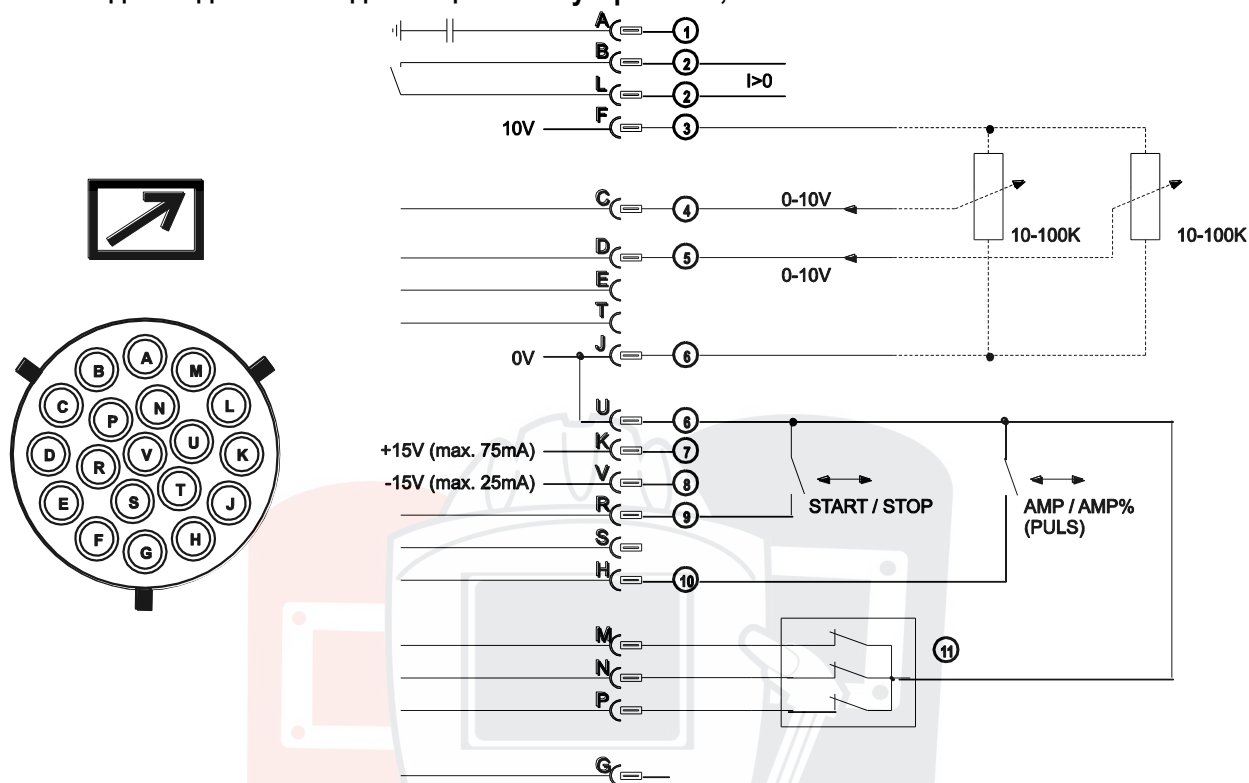 A 1
B 2
L 2 I>0
F 10V 3
C 4 0-10V 10-100K 10-100K
D 5 0-10V
E
T
J 0V 6
U 6
K +15V (max. 75mA) 7
V -15V (max. 25mA) 8
R 9 START / STOP AMP / AMP%
(PULS)
S
H 10
M 11
N
P
G
A
B M
C P N L
D R V U K
E S T J
F G H